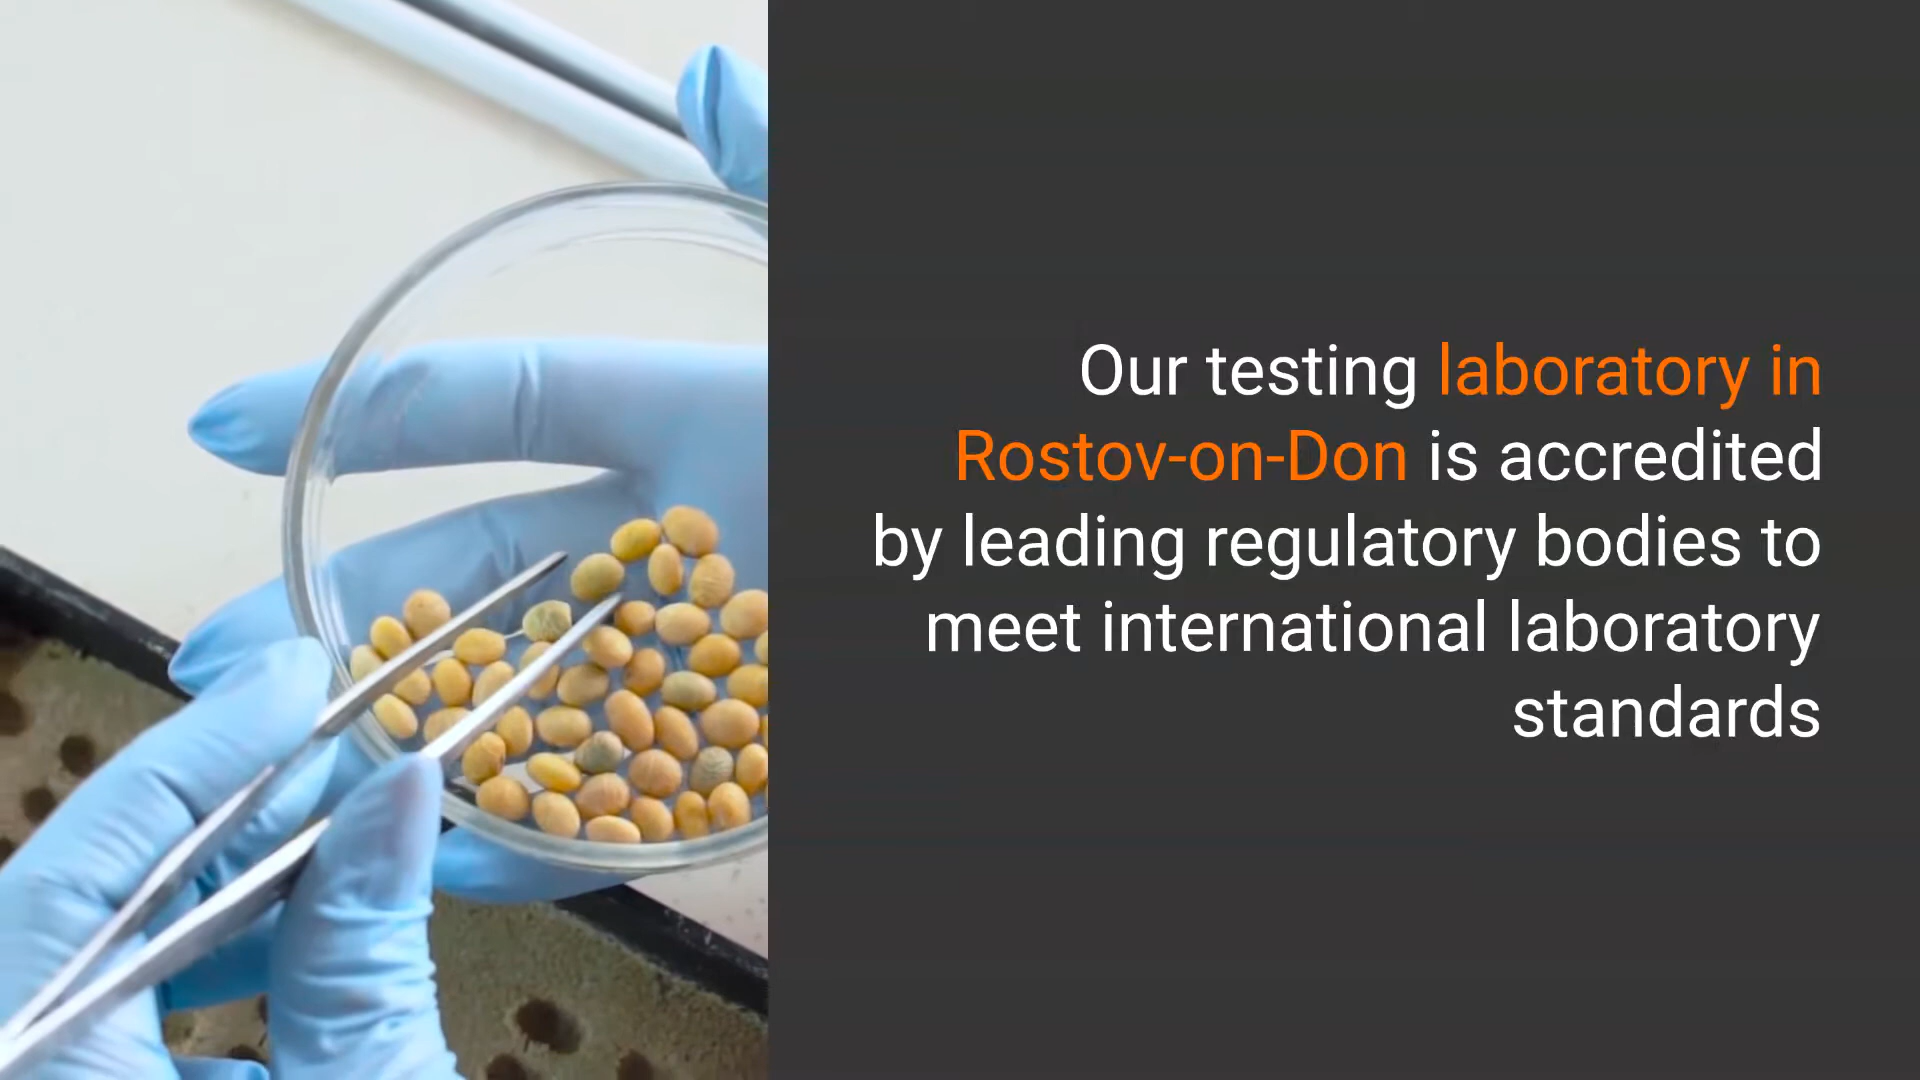 Our testing laboratory in
Rostov-on-Don is accredited
by leading regulatory bodies to
meet international laboratory
standards